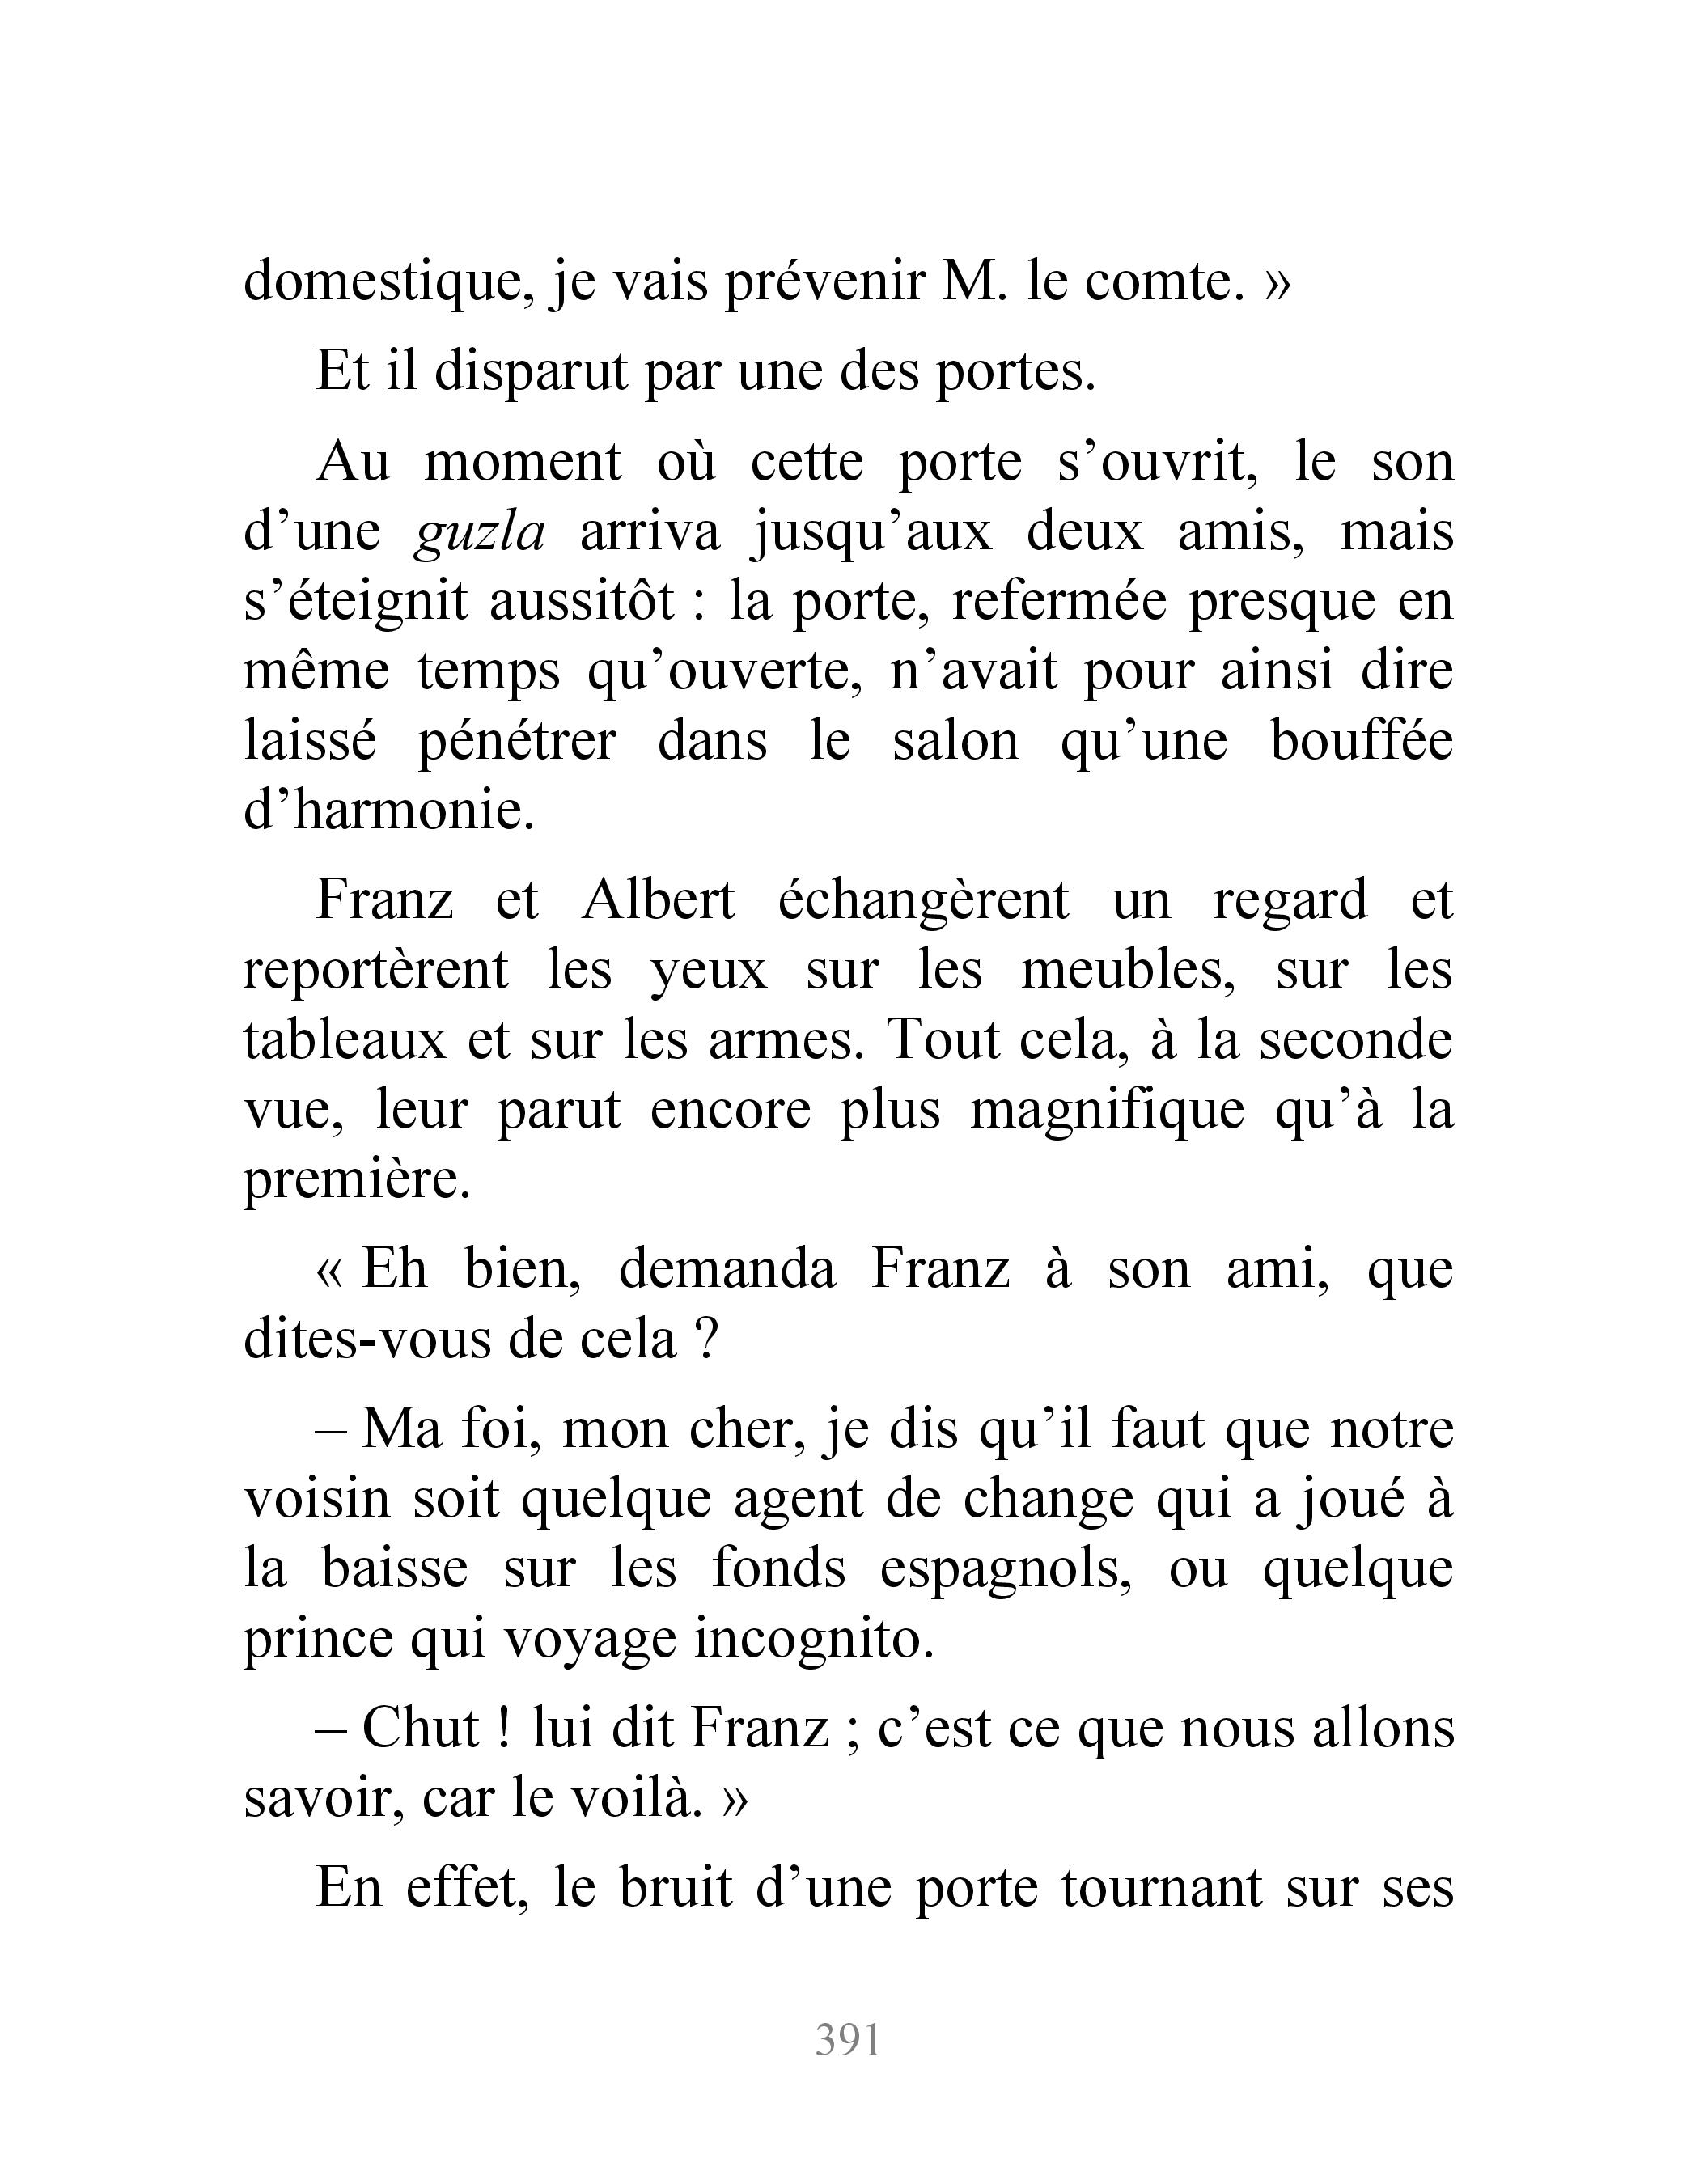 domestique, je vais prévenir M. le comte. »
Et il disparut par une des portes.
Au moment où cette porte s’ouvrit, le son
d’une guzla arriva jusqu’aux deux amis, mais
s’éteignit aussitôt : la porte, refermée presque en
même temps qu’ouverte, n’avait pour ainsi dire
laissé pénétrer dans le salon qu’une bouffée
d’harmonie.
Franz et Albert échangèrent un regard et
reportèrent les yeux sur les meubles, sur les
tableaux et sur les armes. Tout cela, à la seconde
vue, leur parut encore plus magnifique qu’à la
première.
« Eh bien, demanda Franz à son ami, que
dites-vous de cela ?
– Ma foi, mon cher, je dis qu’il faut que notre
voisin soit quelque agent de change qui a joué à
la baisse sur les fonds espagnols, ou quelque
prince qui voyage incognito.
– Chut ! lui dit Franz ; c’est ce que nous allons
savoir, car le voilà. »
En effet, le bruit d’une porte tournant sur ses
391